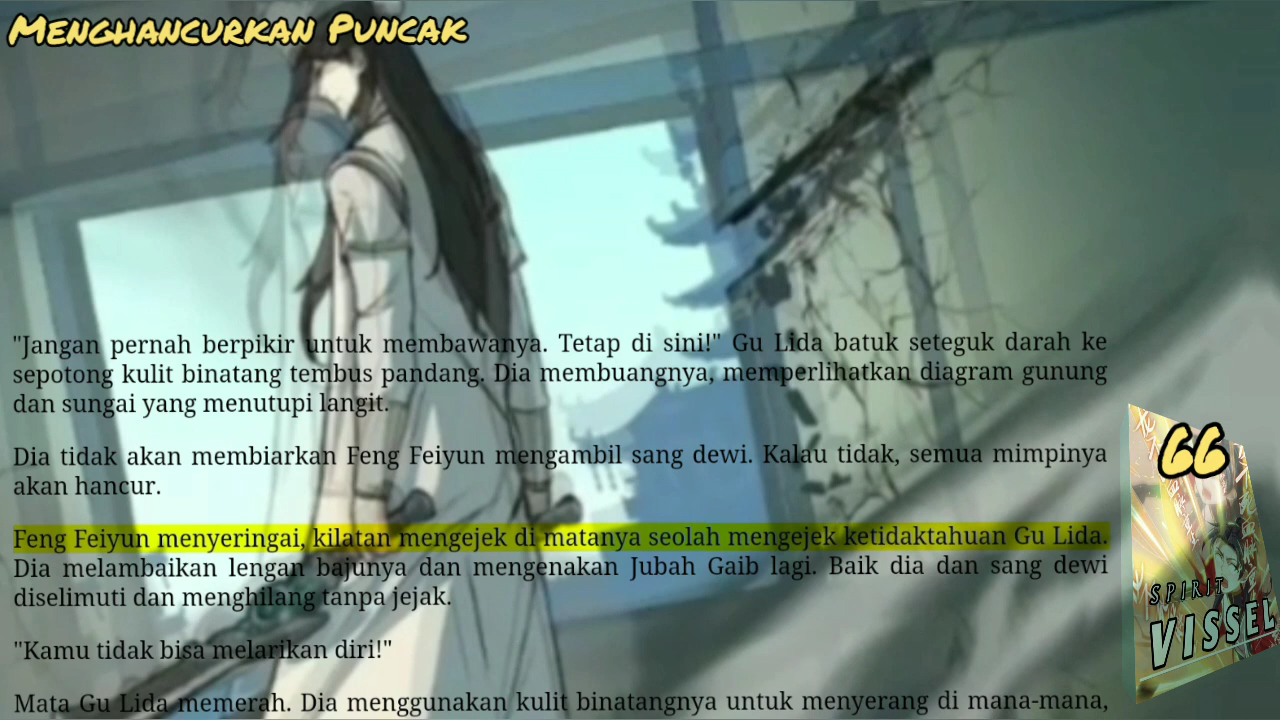 Menghancurkan Puncak
"Jangan pernah berpikir untuk membawanya. Tetap di sini!" Gu Lida batuk seteguk darah ke
sepotong kulit binatang tembus pandang. Dia membuangnya, memperlihatkan diagram gunung
dan sungai yang menutupi langit.
Dia tidak akan membiarkan Feng Feiyun mengambil sang dewi. Kalau tidak, semua mimpinya
akan hancur.
Feng Feiyun menyeringai, kilatan mengejek di matanya seolah mengejek ketidaktahuan Gu Lida.
Dia melambaikan lengan bajunya dan mengenakan Jubah Gaib lagi. Baik dia dan sang dewi
diselimuti dan menghilang tanpa jejak.
"Kamu tidak bisa melarikan diri!"
Mata Gu Lida memerah. Dia menggunakan kulit binatangnya untuk menyerang di mana-mana,
66
SPIRIT
VISSEL